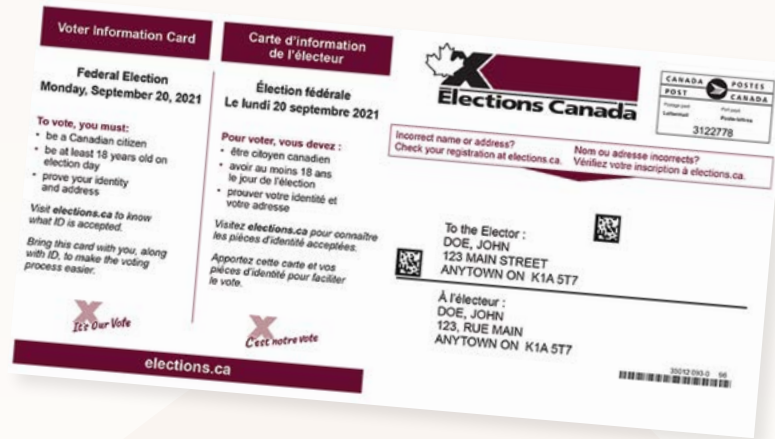 Voter Information Card
Federal Election
Monday, September 20, 2021
To vote, you must:
• be a Canadian citizen
• be at least 18 years old on
election day
• prove your identity
and address
Visit elections.ca to know
what ID is accepted.
Bring this card with you, along
with ID, to make the voting
process easier.
It's Our Vote
Carte d'information
de l'électeur
Élection fédérale
Le lundi 20 septembre 2021
Pour voter, vous devez :
• être citoyen canadien
• avoir au moins 18 ans
le jour de l'élection
• prouver votre identité et
votre adresse
Visitez elections.ca pour connaître
les pièces d'identité acceptées.
Apportez cette carte et vos
pièces d'identité pour faciliter
le vote.
C'est notre vote
elections.ca
Elections Canada
CANADA POSTES
POST CANADA
Postage paid Port payé
Lettermail Poste-lettres
3122778
Incorrect name or address?
Check your registration at elections.ca.
Nom ou adresse incorrects?
Vérifiez votre inscription à elections.ca.
To the Elector :
DOE, JOHN
123 MAIN STREET
ANYTOWN ON K1A 5T7
À l'électeur :
DOE, JOHN
123, RUE MAIN
ANYTOWN ON K1A 5T7